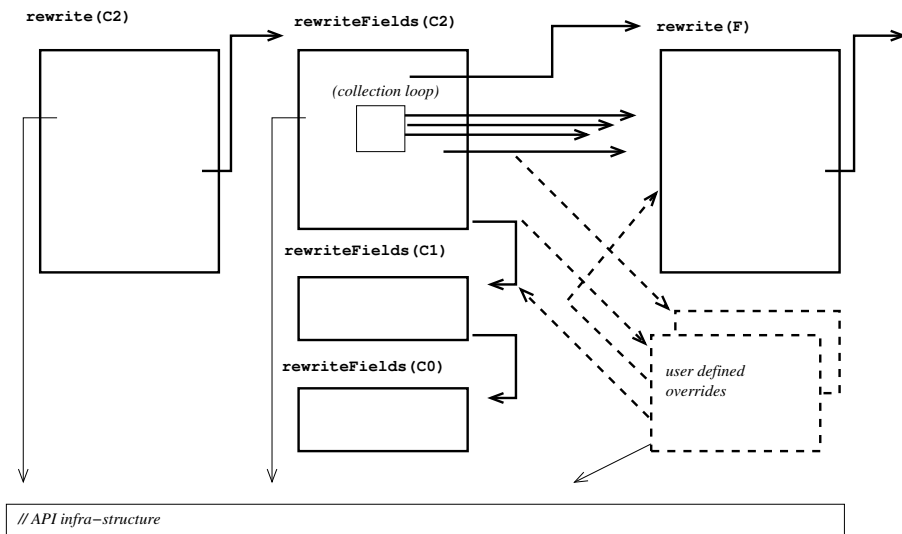 rewrite(C2)
rewriteFields(C2)
rewrite(F)
(collection loop)
rewriteFields(C1)
rewriteFields(C0)
user defined
overrides
// API infra−structure